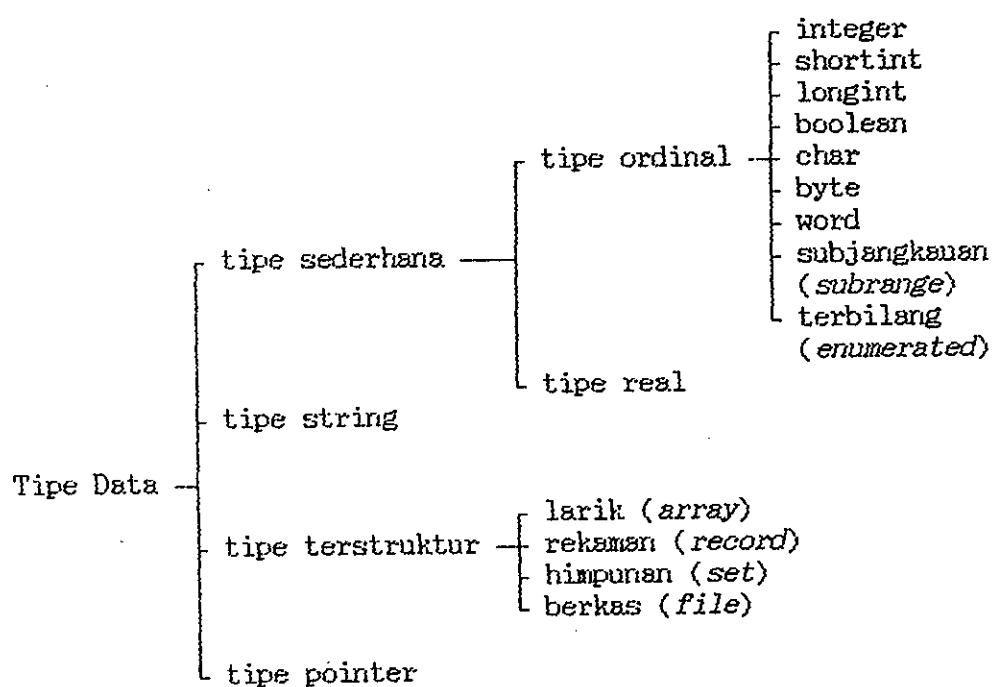 integer
shortint
longint
boolean
tipe ordinal
char
byte
word
tipe sederhana
subjangkauan
(subrange)
terbilang
(enumerated)
tipe real
tipe string
Tipe Data
larik (array)
tipe terstruktur
rekaman (record)
himpunan (set)
berkas (file)
tipe pointer